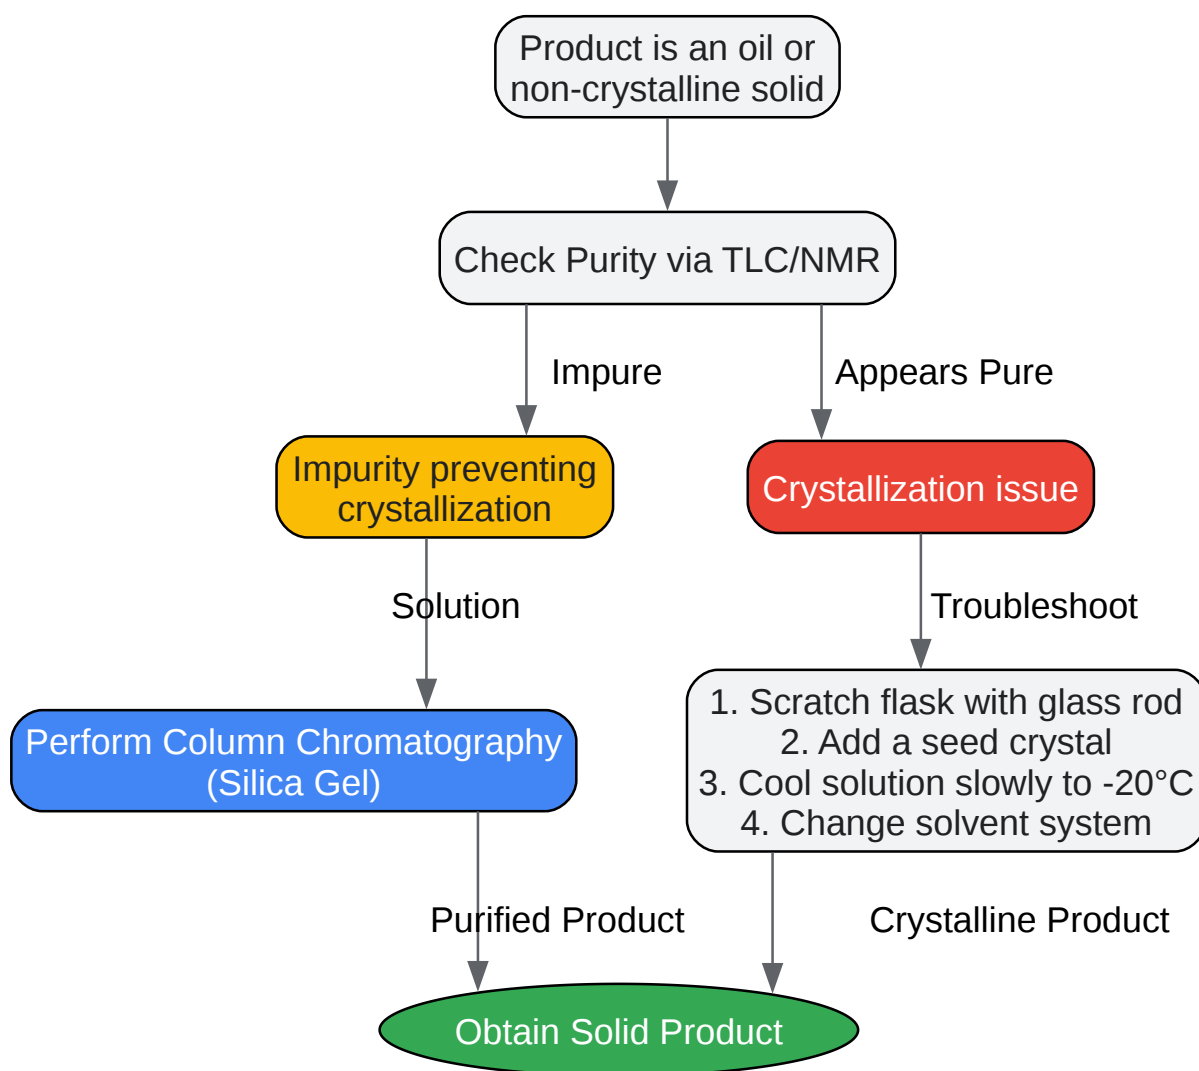 Product is an oil or
non-crystalline solid
Check Purity via TLC/NMR
Impure
Appears Pure
Impurity preventing
crystallization
Crystallization issue
Solution
Troubleshoot
Perform Column Chromatography
(Silica Gel)
1. Scratch flask with glass rod
2. Add a seed crystal
3. Cool solution slowly to -20°C
4. Change solvent system
Purified Product
Crystalline Product
Obtain Solid Product